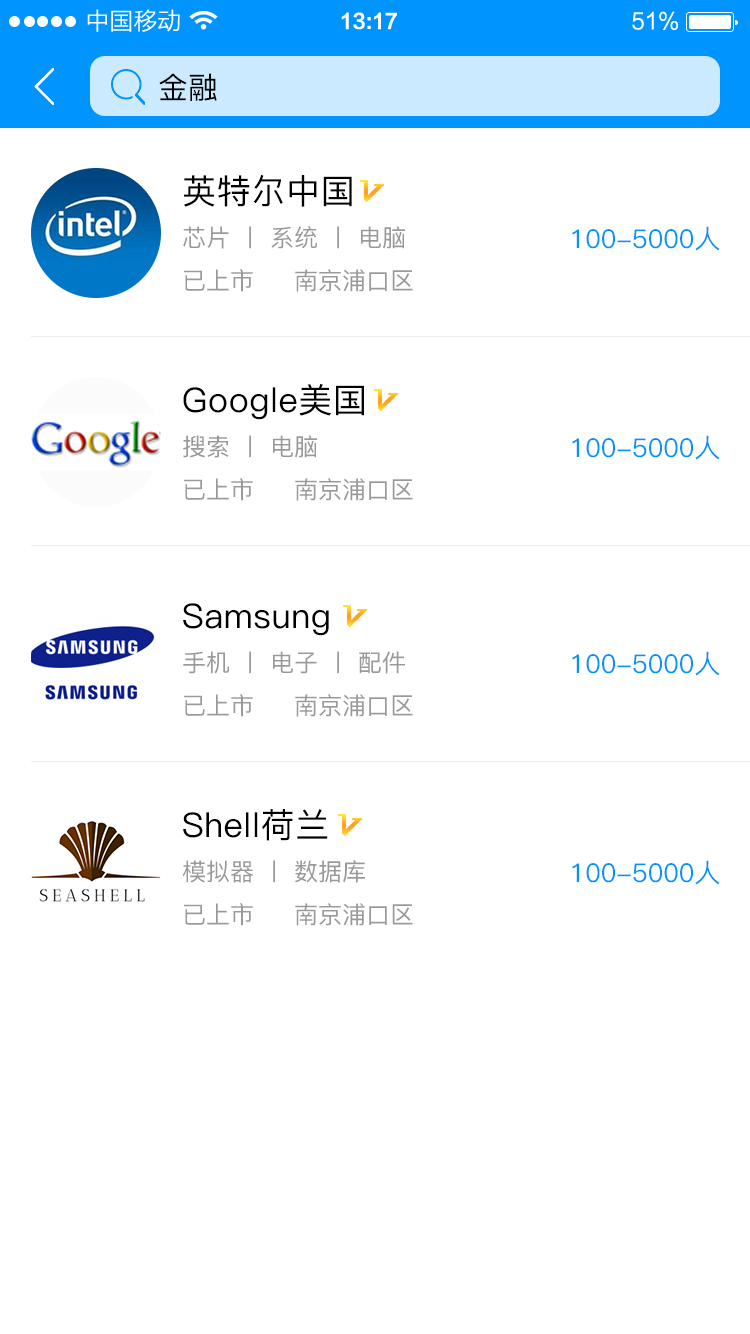 中国移动 13:17 51%
金融
intel®
英特尔中国
芯片 | 系统 | 电脑
100-5000人
已上市 南京浦口区
Google
Google美国
搜索 | 电脑
100-5000人
已上市 南京浦口区
SAMSUNG
SAMSUNG
Samsung
手机 | 电子 | 配件
100-5000人
已上市 南京浦口区
SEASHELL
Shell荷兰
模拟器 | 数据库
100-5000人
已上市 南京浦口区